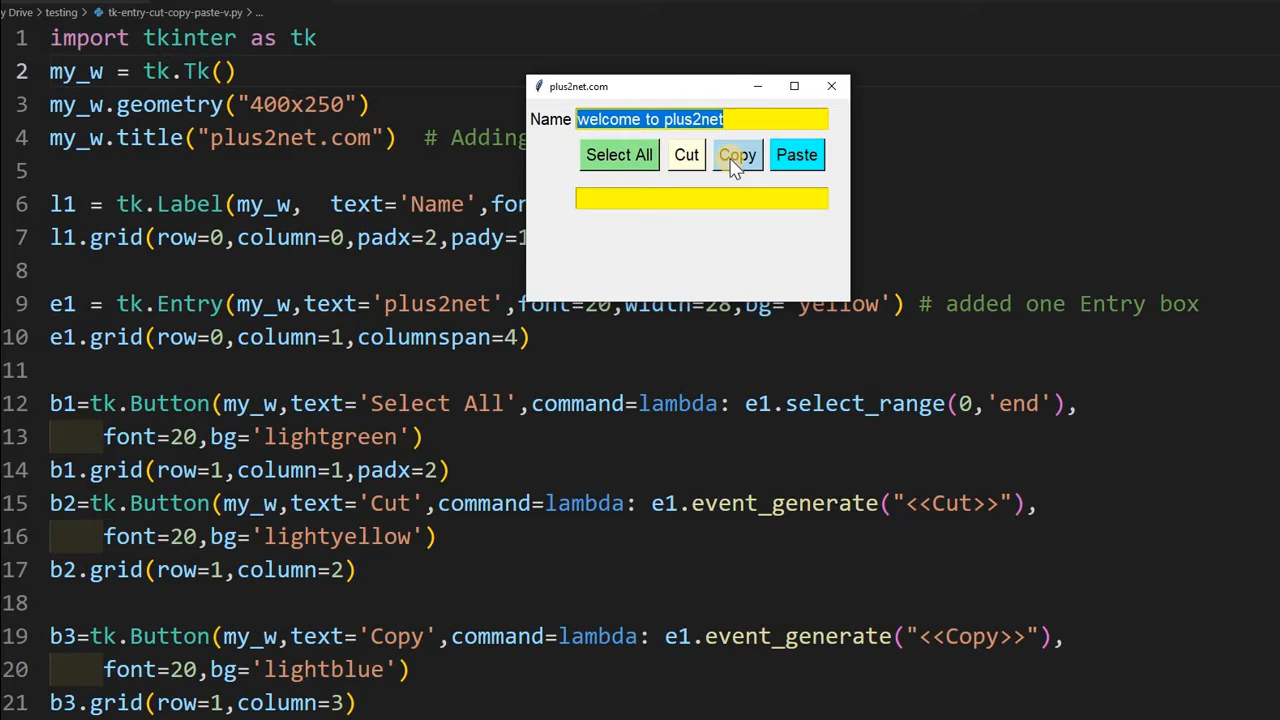 y Drive > testing > tk-entry-cut-copy-paste-v.py > ...
1 import tkinter as tk
2 my_w = tk.Tk()
3 my_w.geometry("400x250")
4 my_w.title("plus2net.com")  # Adding
5
6 l1 = tk.Label(my_w,  text='Name',fon
7 l1.grid(row=0,column=0,padx=2,pady=1
8
9 e1 = tk.Entry(my_w,text='plus2net',font=20,width=28,bg='yellow') # added one Entry box
10 e1.grid(row=0,column=1,columnspan=4)
11
12 b1=tk.Button(my_w,text='Select All',command=lambda: e1.select_range(0,'end'),
13     font=20,bg='lightgreen')
14 b1.grid(row=1,column=1,padx=2)
15 b2=tk.Button(my_w,text='Cut',command=lambda: e1.event_generate("<<Cut>>"),
16     font=20,bg='lightyellow')
17 b2.grid(row=1,column=2)
18
19 b3=tk.Button(my_w,text='Copy',command=lambda: e1.event_generate("<<Copy>>"),
20     font=20,bg='lightblue')
21 b3.grid(row=1,column=3)
plus2net.com
Name welcome to plus2net
Select All Cut Copy Paste